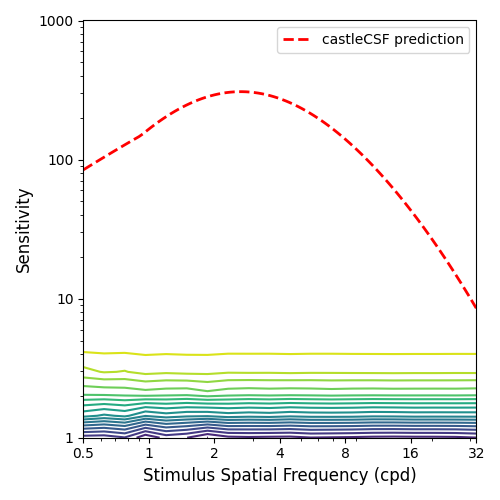 1000
castleCSF prediction
100
10
1
Sensitivity
0.5 1 2 4 8 16 32
Stimulus Spatial Frequency (cpd)